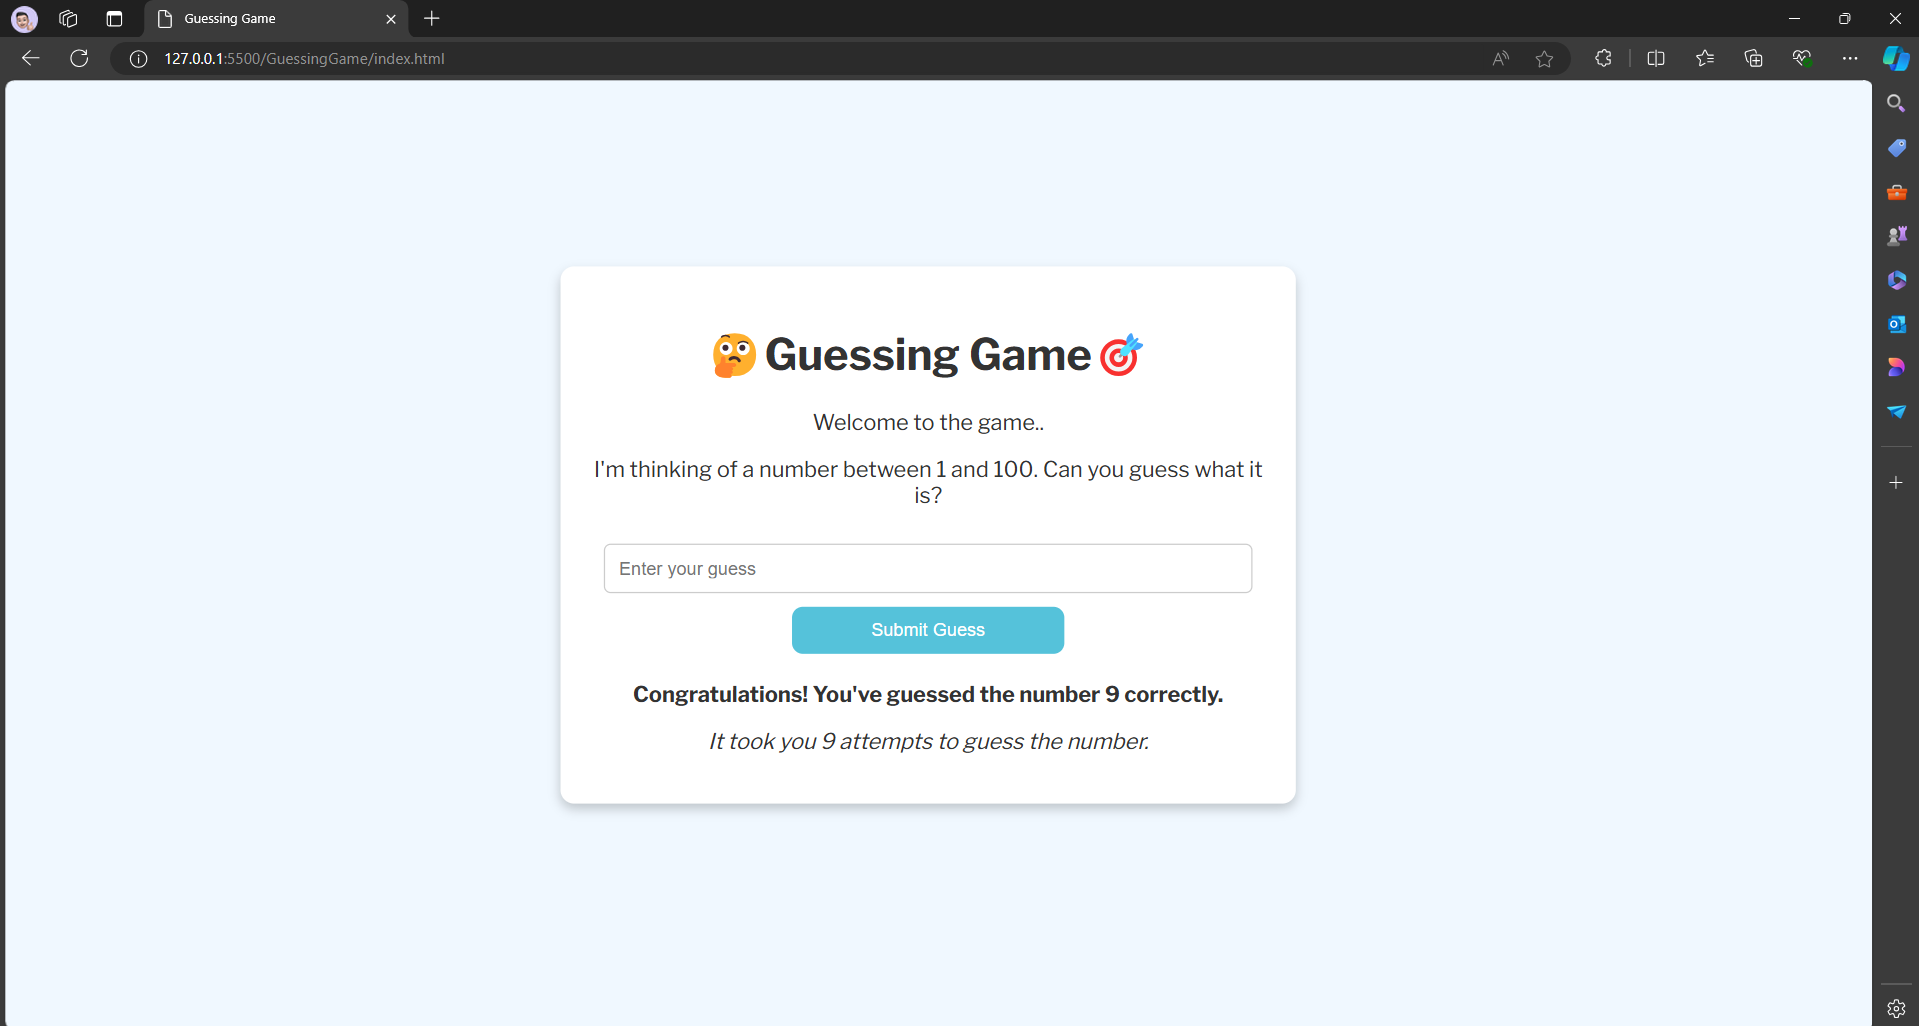 Guessing Game
127.0.0.1:5500/GuessingGame/index.html
🤔 Guessing Game 🎯
Welcome to the game..
I'm thinking of a number between 1 and 100. Can you guess what it
is?
Enter your guess
Submit Guess
Congratulations! You've guessed the number 9 correctly.
It took you 9 attempts to guess the number.